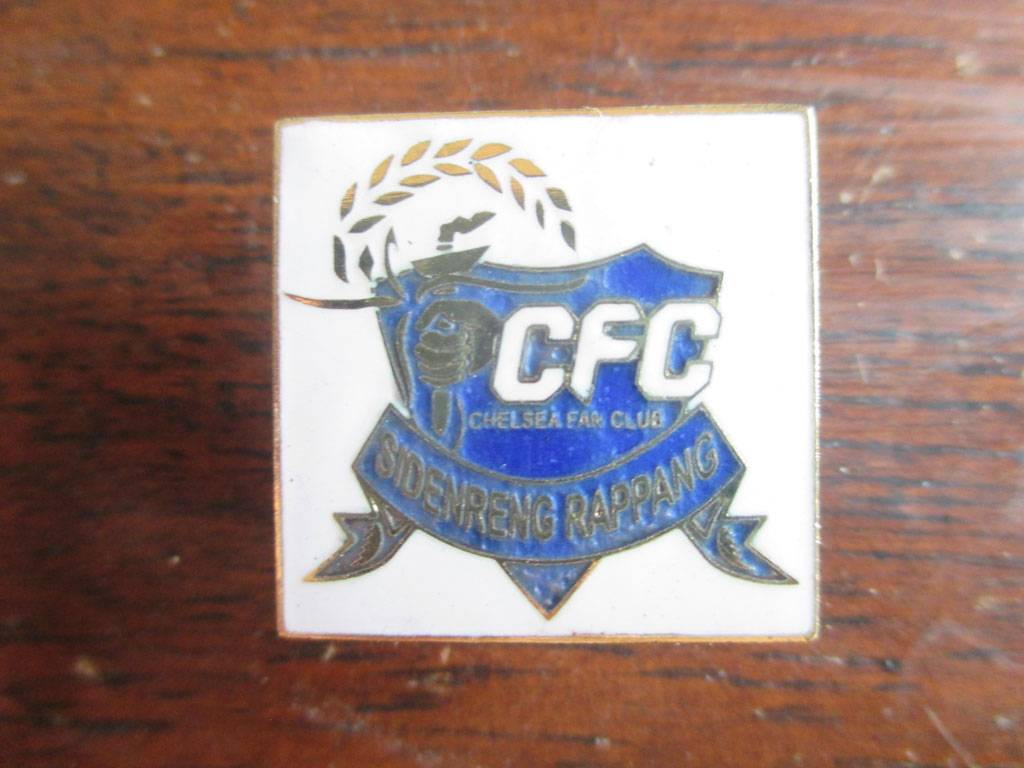 CFC
CHELSEA FAN CLUB
SIDENRENG RAPPANG